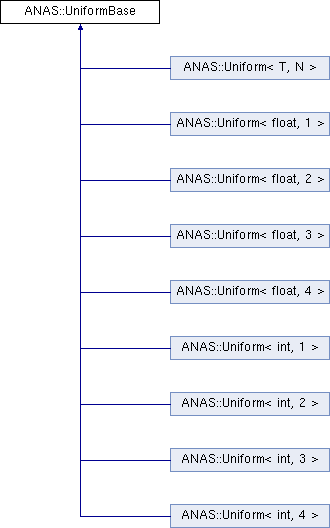 ANAS::UniformBase
ANAS::Uniform< T, N >
ANAS::Uniform< float, 1 >
ANAS::Uniform< float, 2 >
ANAS::Uniform< float, 3 >
ANAS::Uniform< float, 4 >
ANAS::Uniform< int, 1 >
ANAS::Uniform< int, 2 >
ANAS::Uniform< int, 3 >
ANAS::Uniform< int, 4 >